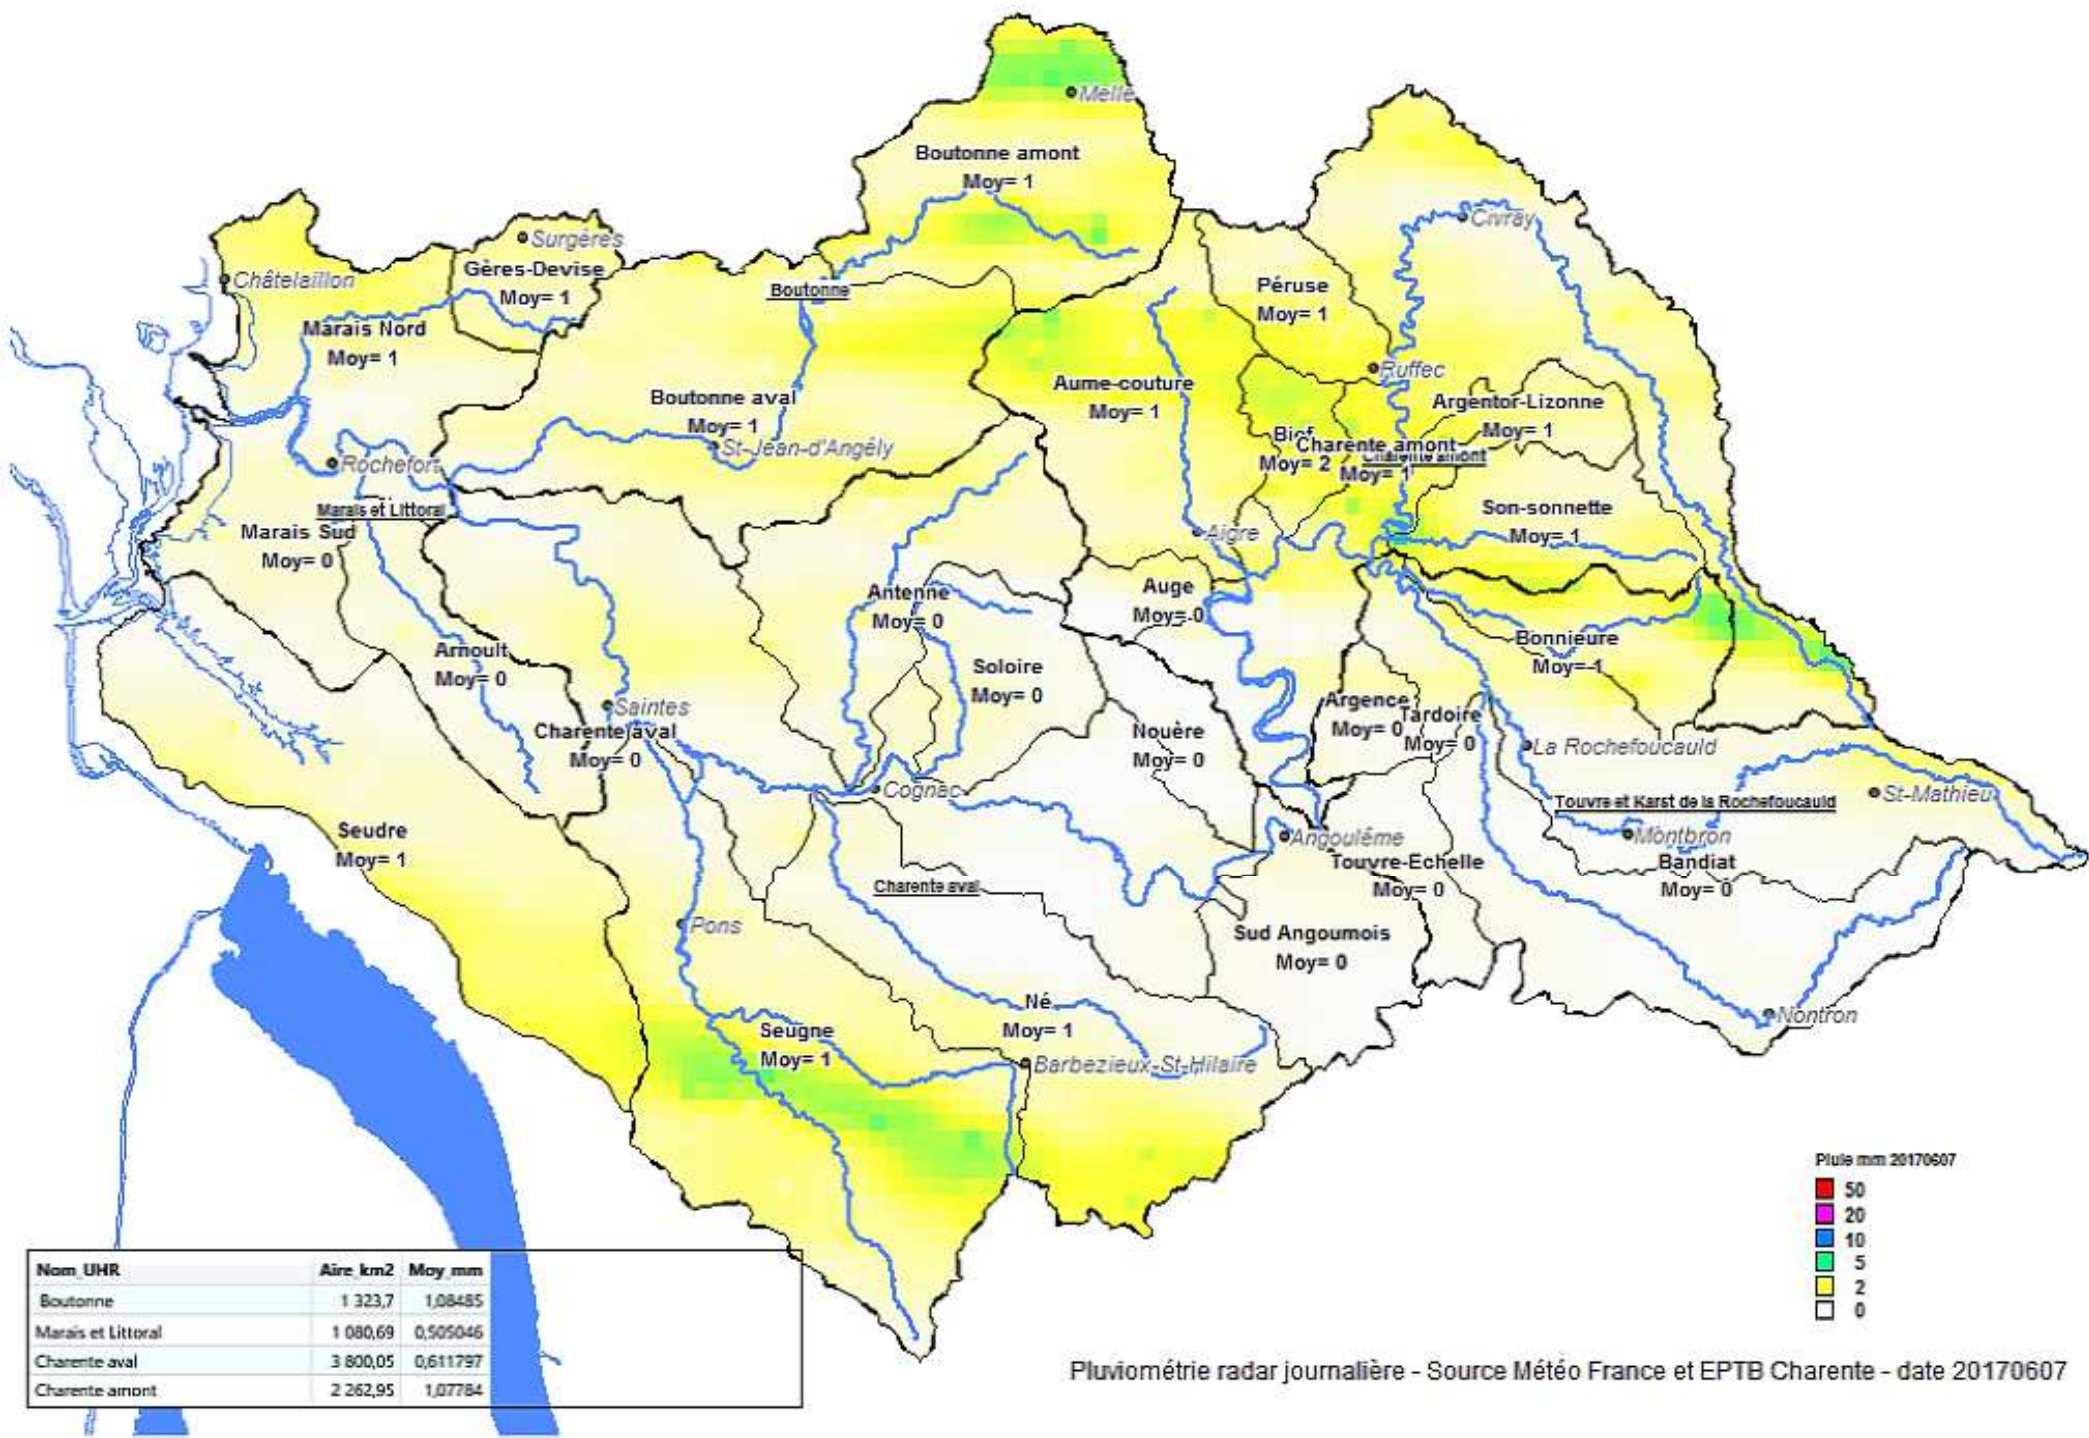 Melle
Boutonne amont
Moy= 1
Civray
Surgères
Gères-Devise
Moy= 1
Châtelaillon
Boutonne
Péruse
Moy= 1
Marais Nord
Moy= 1
Ruffec
Aume-couture
Moy= 1
Boutonne aval
Moy= 1
Argentor-Lizonne
Moy= 1
St-Jean-d'Angély
Charente amont
Moy= 2
Moy= 1
Charente amont
Rochefort
Marais et Littoral
Son-sonnette
Moy= 1
Marais Sud
Moy= 0
Aigre
Antenne
Moy= 0
Auge
Moy= 0
Bonnieure
Moy= 1
Arnoult
Moy= 0
Soloire
Moy= 0
Saintes
Argence
Moy= 0
Tardoire
Moy= 0
Charente aval
Moy= 0
Nouère
Moy= 0
La Rochefoucauld
Cognac
St-Mathieu
Touvre et Karst de la Rochefoucauld
Seudre
Moy= 1
Angoulême
Montbron
Touvre-Echelle
Moy= 0
Bandiat
Moy= 0
Charente aval
Pons
Sud Angoumois
Moy= 0
Né
Moy= 1
Nontron
Seugne
Moy= 1
Barbezieux-St-Hilaire
Pluie mm 20170607
50
20
10
5
2
0
Nom_UHR Aire_km2 Moy_mm
Boutonne 1 323,7 1,08485
Marais et Littoral 1 080,69 0,505046
Charente aval 3 800,05 0,611797
Charente amont 2 262,95 1,07784
Pluviométrie radar journalière - Source Météo France et EPTB Charente - date 20170607